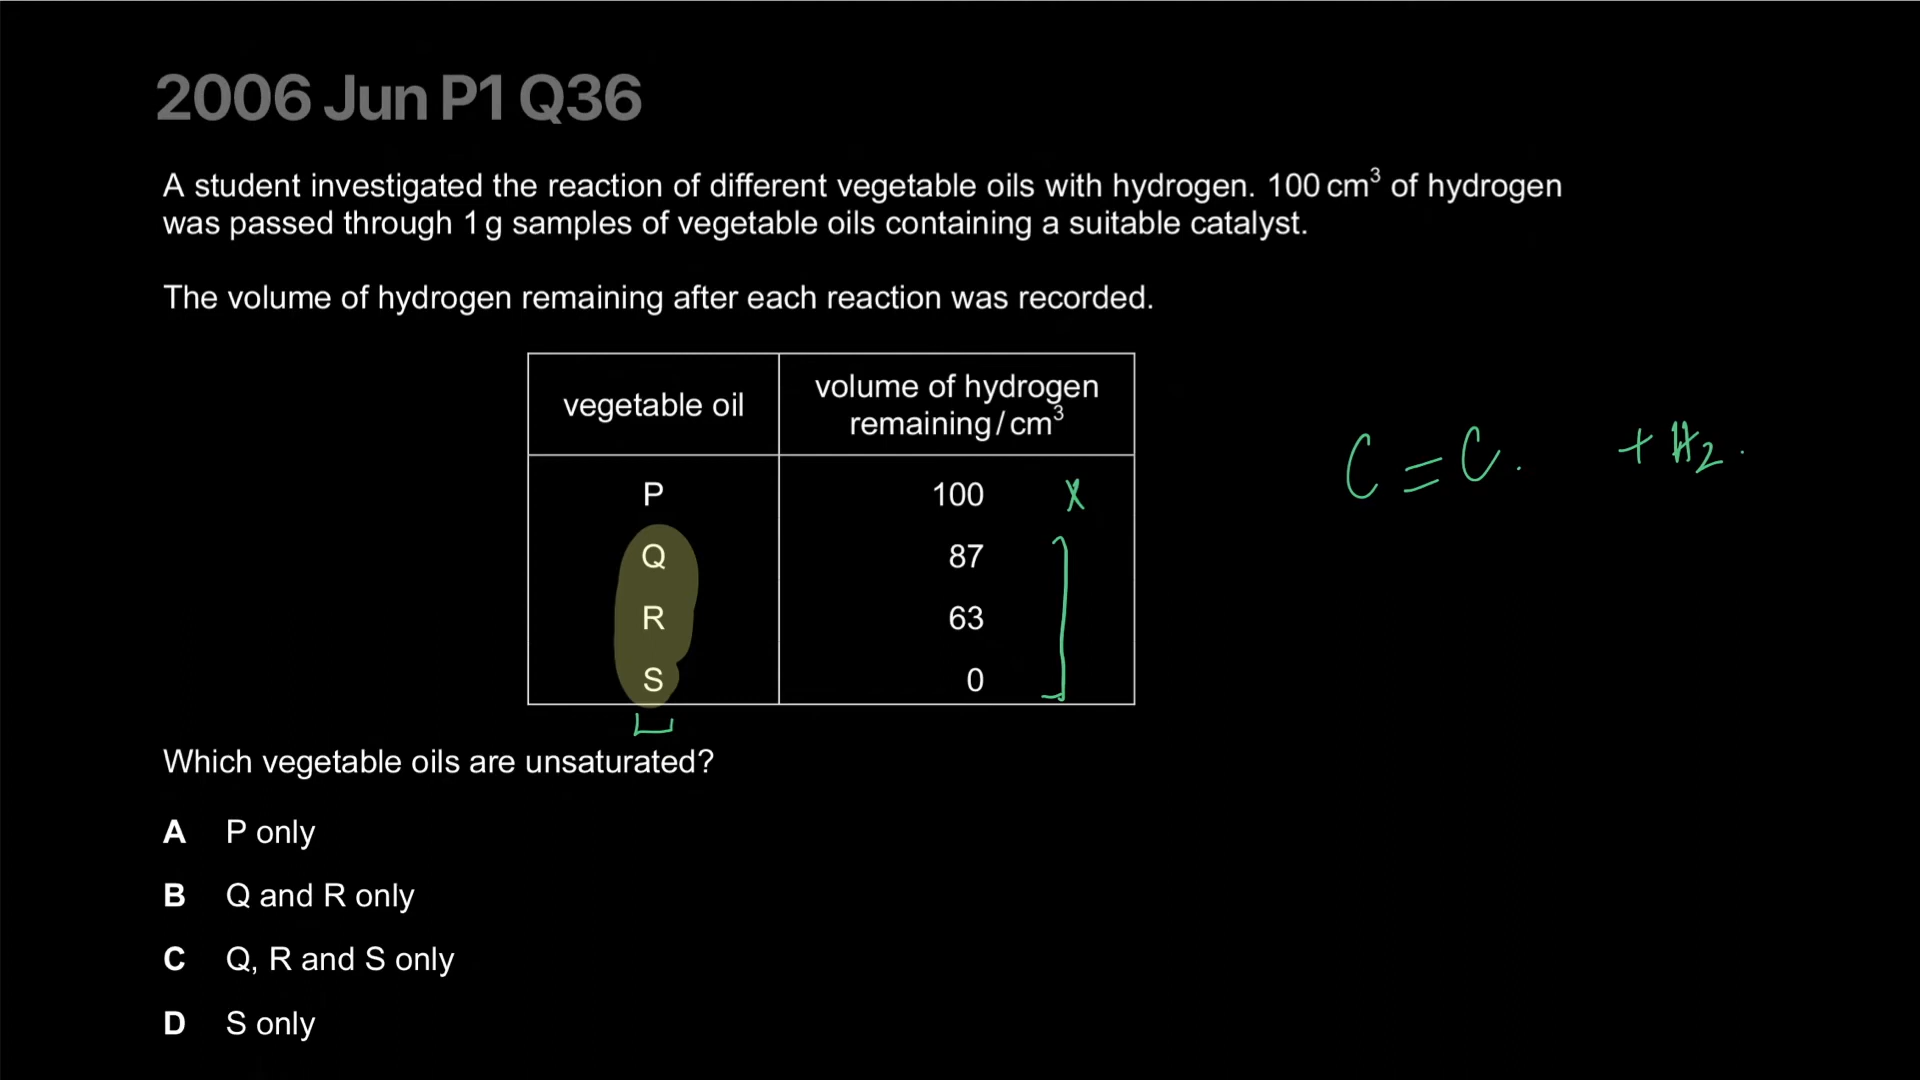 2006 Jun P1 Q36
A student investigated the reaction of different vegetable oils with hydrogen. 100 cm³ of hydrogen
was passed through 1 g samples of vegetable oils containing a suitable catalyst.
The volume of hydrogen remaining after each reaction was recorded.
vegetable oil volume of hydrogen remaining / cm³
P 100 X
Q 87
R 63
S 0
C = C. + H₂.
Which vegetable oils are unsaturated?
A P only
B Q and R only
C Q, R and S only
D S only